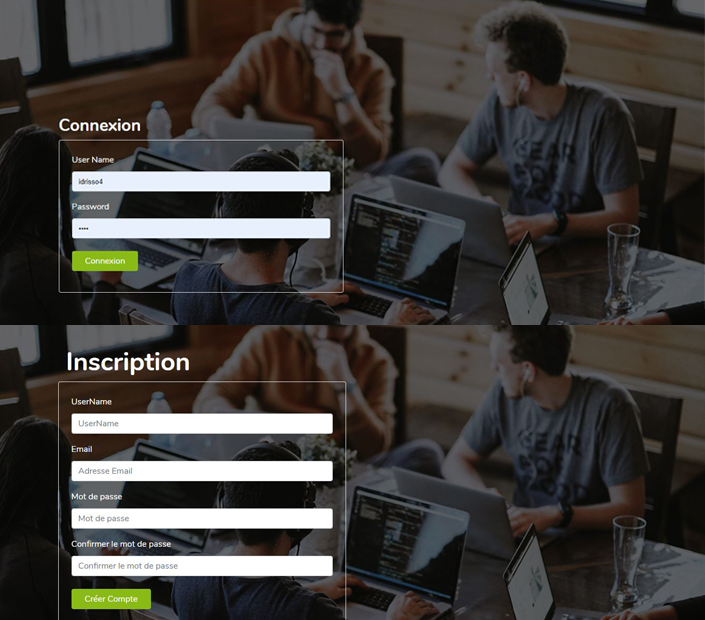 Connexion
User Name
idrisso4
Password
••••
Connexion
Inscription
UserName
UserName
Email
Adresse Email
Mot de passe
Mot de passe
Confirmer le mot de passe
Confirmer le mot de passe
Créer Compte